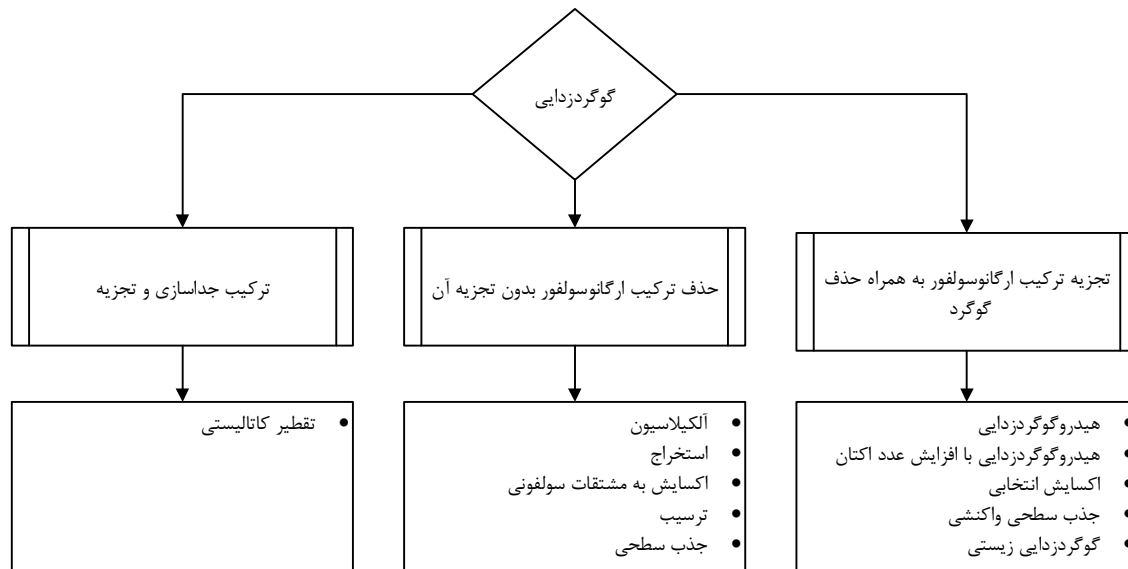 گوگردزدایی
تجزیه ترکیب ارگانوسولفور به همراه حذف
گوگرد
حذف ترکیب ارگانوسولفور بدون تجزیه آن
ترکیب جداسازی و تجزیه
• هیدروگوگردزدایی
• هیدروگوگردزدایی با افزایش عدد اکتان
• اکسایش انتخابی
• جذب سطحی واکنشی
• گوگردزدایی زیستی
• آلکیلاسیون
• استخراج
• اکسایش به مشتقات سولفونی
• ترسیب
• جذب سطحی
• تقطیر کاتالیستی